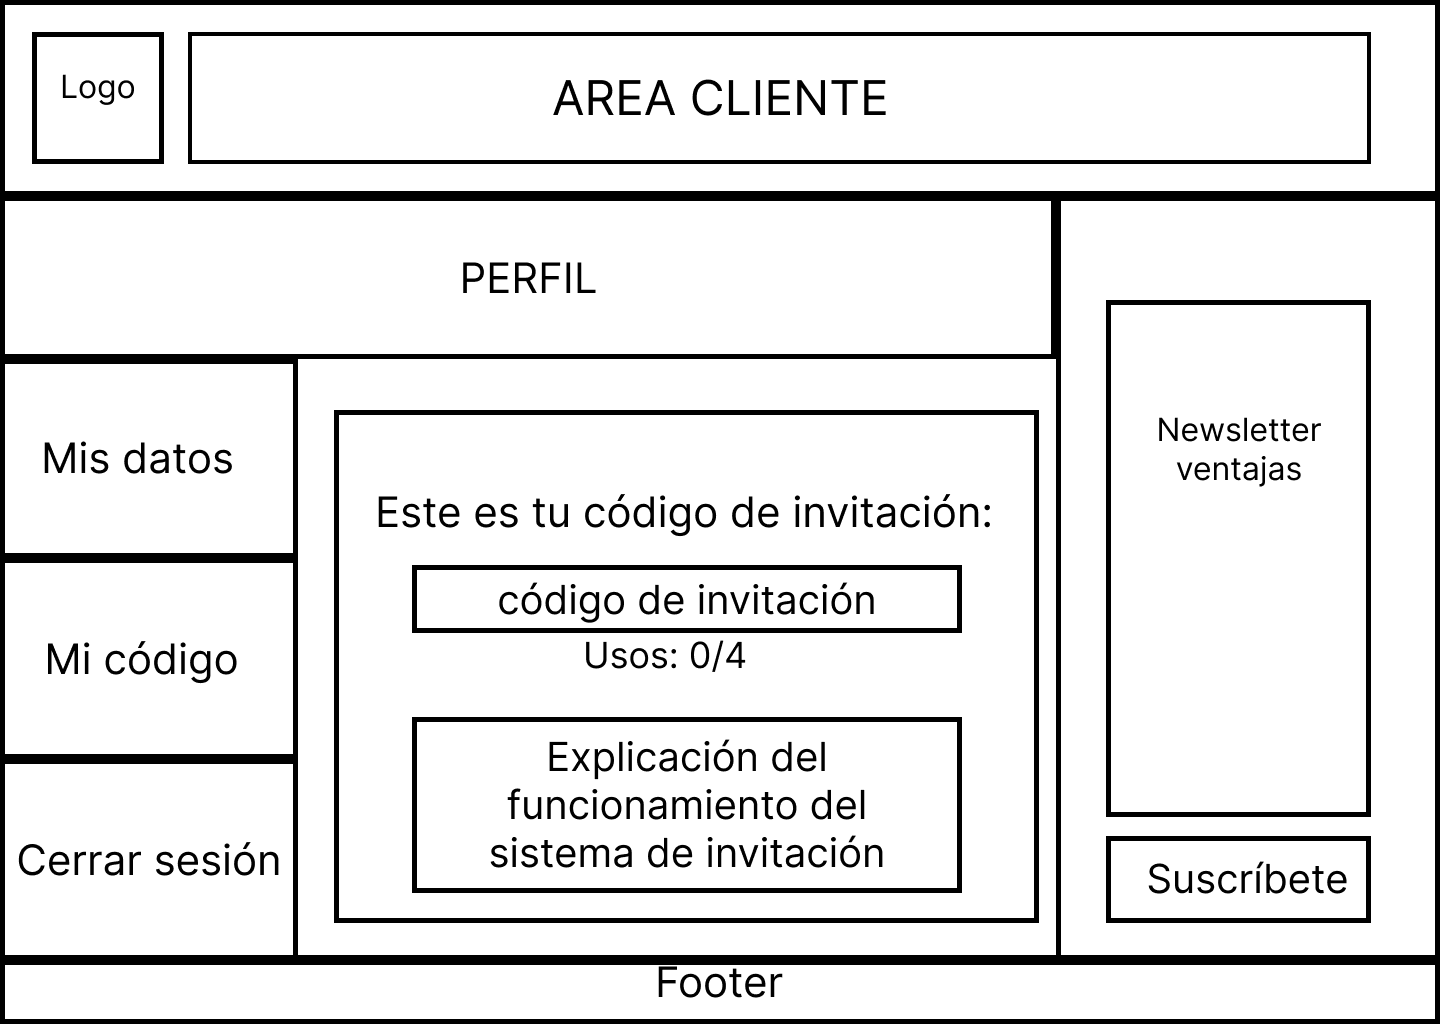 Logo
AREA CLIENTE
PERFIL
Mis datos
Mi código
Cerrar sesión
Este es tu código de invitación:
código de invitación
Usos: 0/4
Explicación del
funcionamiento del
sistema de invitación
Newsletter
ventajas
Suscríbete
Footer